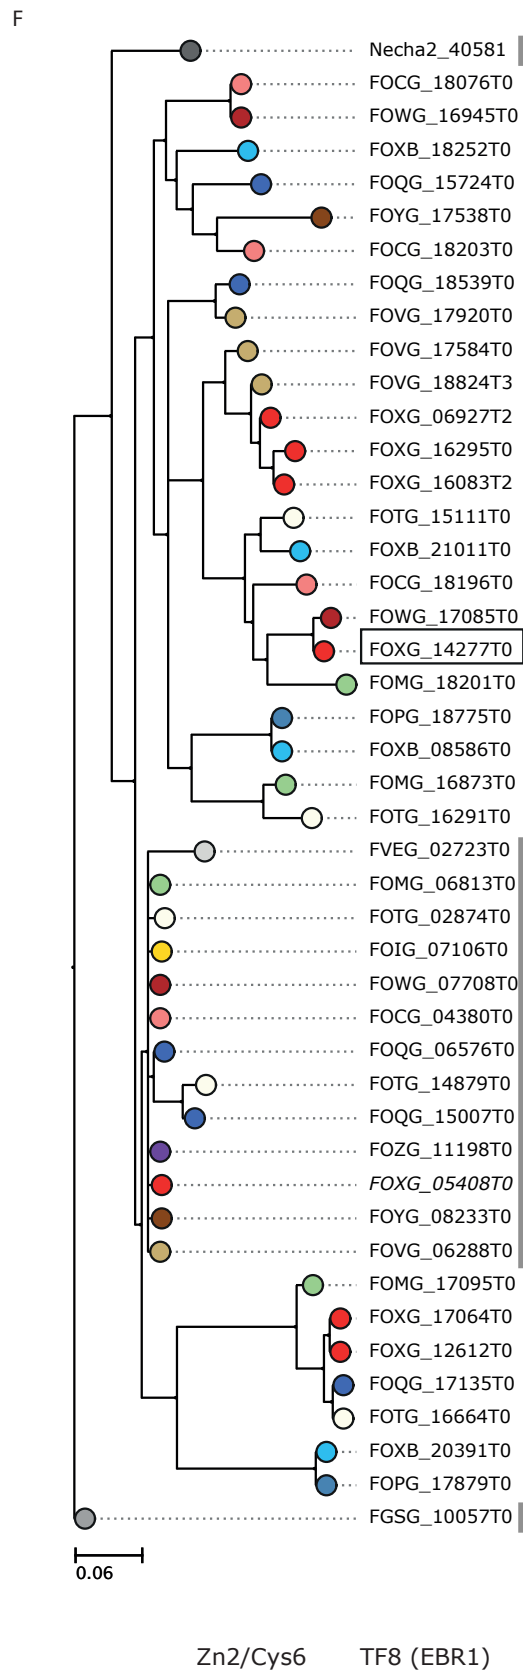 F
Necha2_40581
FOCG_18076T0
FOWG_16945T0
FOXB_18252T0
FOQG_15724T0
FOYG_17538T0
FOCG_18203T0
FOQG_18539T0
FOVG_17920T0
FOVG_17584T0
FOVG_18824T3
FOXG_06927T2
FOXG_16295T0
FOXG_16083T2
FOTG_15111T0
FOXB_21011T0
FOCG_18196T0
FOWG_17085T0
FOXG_14277T0
FOMG_18201T0
FOPG_18775T0
FOXB_08586T0
FOMG_16873T0
FOTG_16291T0
FVEG_02723T0
FOMG_06813T0
FOTG_02874T0
FOIG_07106T0
FOWG_07708T0
FOCG_04380T0
FOQG_06576T0
FOTG_14879T0
FOQG_15007T0
FOZG_11198T0
FOXG_05408T0
FOYG_08233T0
FOVG_06288T0
FOMG_17095T0
FOXG_17064T0
FOXG_12612T0
FOQG_17135T0
FOTG_16664T0
FOXB_20391T0
FOPG_17879T0
FGSG_10057T0
0.06
Zn2/Cys6 TF8 (EBR1)